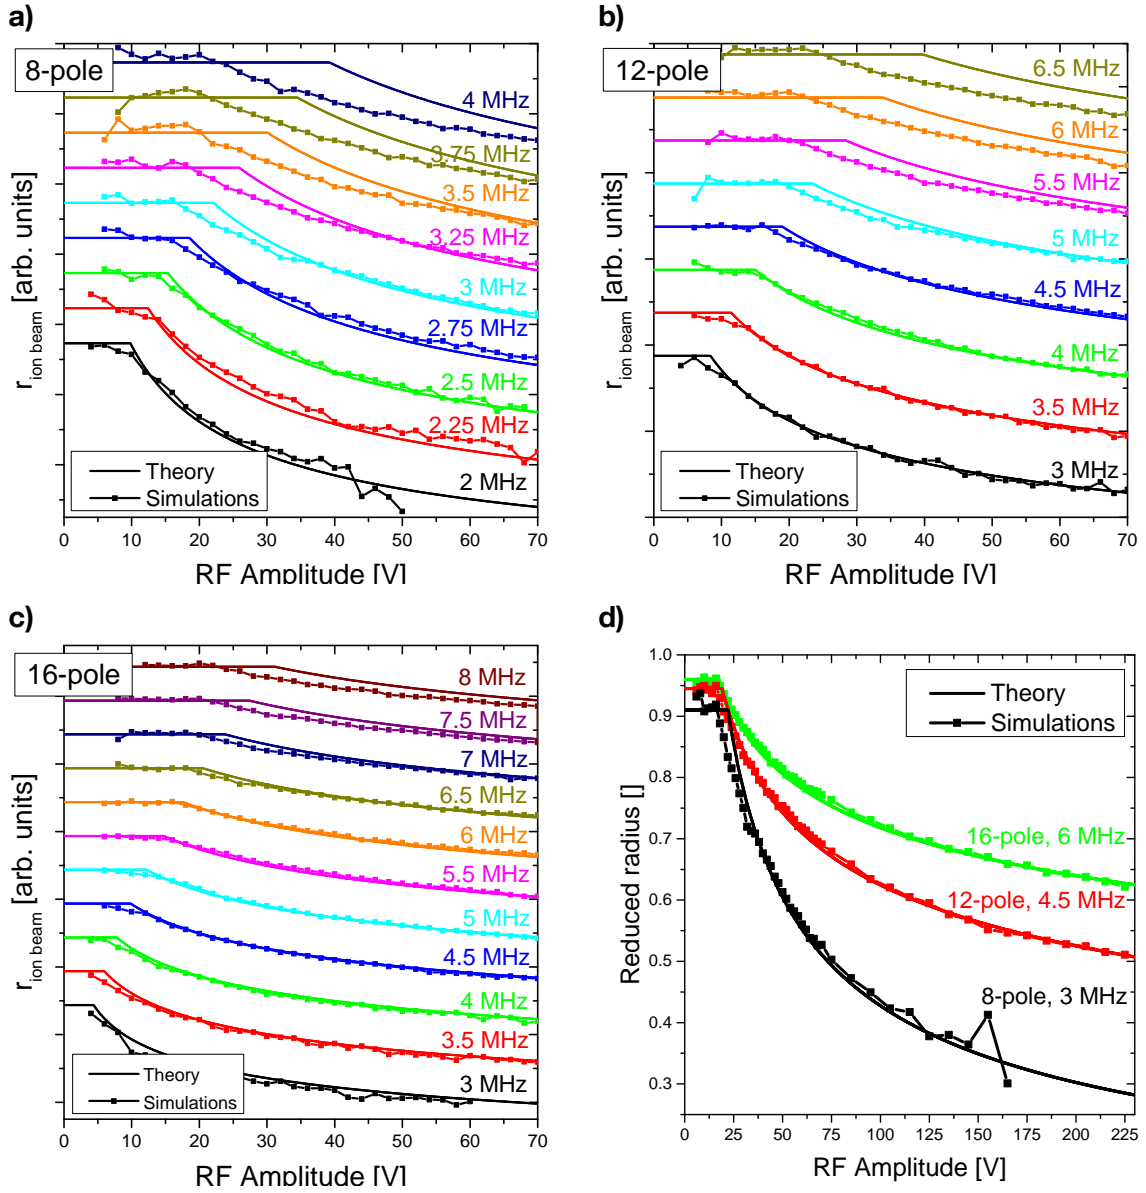 a)
8-pole
4 MHz
3.75 MHz
3.5 MHz
3.25 MHz
3 MHz
2.75 MHz
2.5 MHz
2.25 MHz
2 MHz
Theory
Simulations
r ion beam [arb. units]
0 10 20 30 40 50 60 70
RF Amplitude [V]
b)
12-pole
6.5 MHz
6 MHz
5.5 MHz
5 MHz
4.5 MHz
4 MHz
3.5 MHz
3 MHz
Theory
Simulations
r ion beam [arb. units]
0 10 20 30 40 50 60 70
RF Amplitude [V]
c)
16-pole
8 MHz
7.5 MHz
7 MHz
6.5 MHz
6 MHz
5.5 MHz
5 MHz
4.5 MHz
4 MHz
3.5 MHz
3 MHz
Theory
Simulations
r ion beam [arb. units]
0 10 20 30 40 50 60 70
RF Amplitude [V]
d)
1.0
0.9
0.8
0.7
0.6
0.5
0.4
0.3
Theory
Simulations
16-pole, 6 MHz
12-pole, 4.5 MHz
8-pole, 3 MHz
Reduced radius []
0 25 50 75 100 125 150 175 200 225
RF Amplitude [V]